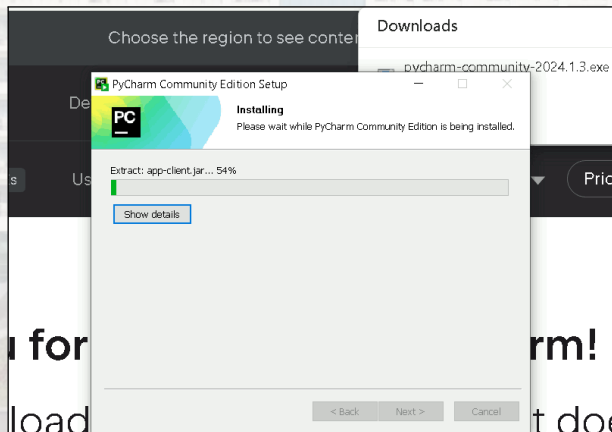 Choose the region to see conte
Downloads
pycharm-community-2024.1.3.exe
PyCharm Community Edition Setup
De
PC
Installing
Please wait while PyCharm Community Edition is being installed.
s
Us
Pric
Extract: app-client.jar... 54%
Show details
u for
rm!
< Back
Next >
Cancel
load
t doe